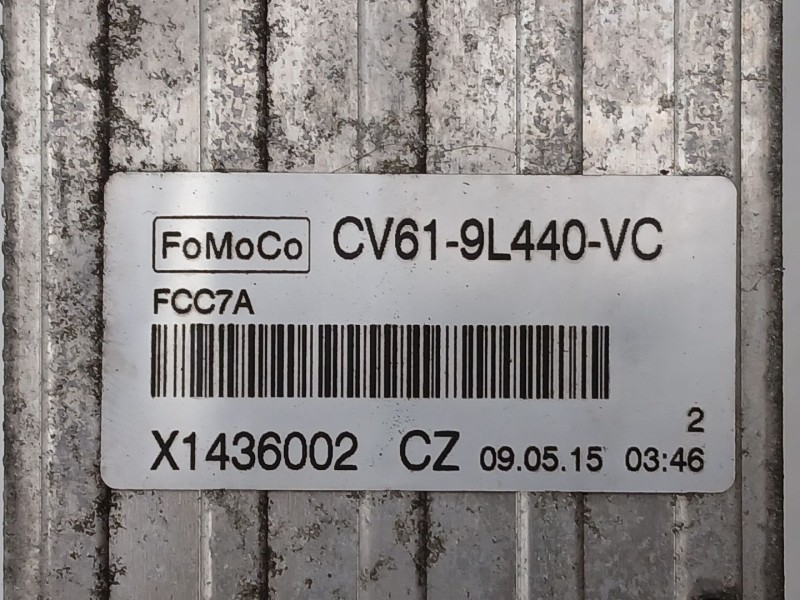 FoMoCo CV61-9L440-VC
FCC7A
2
X1436002 CZ 09.05.15 03:46